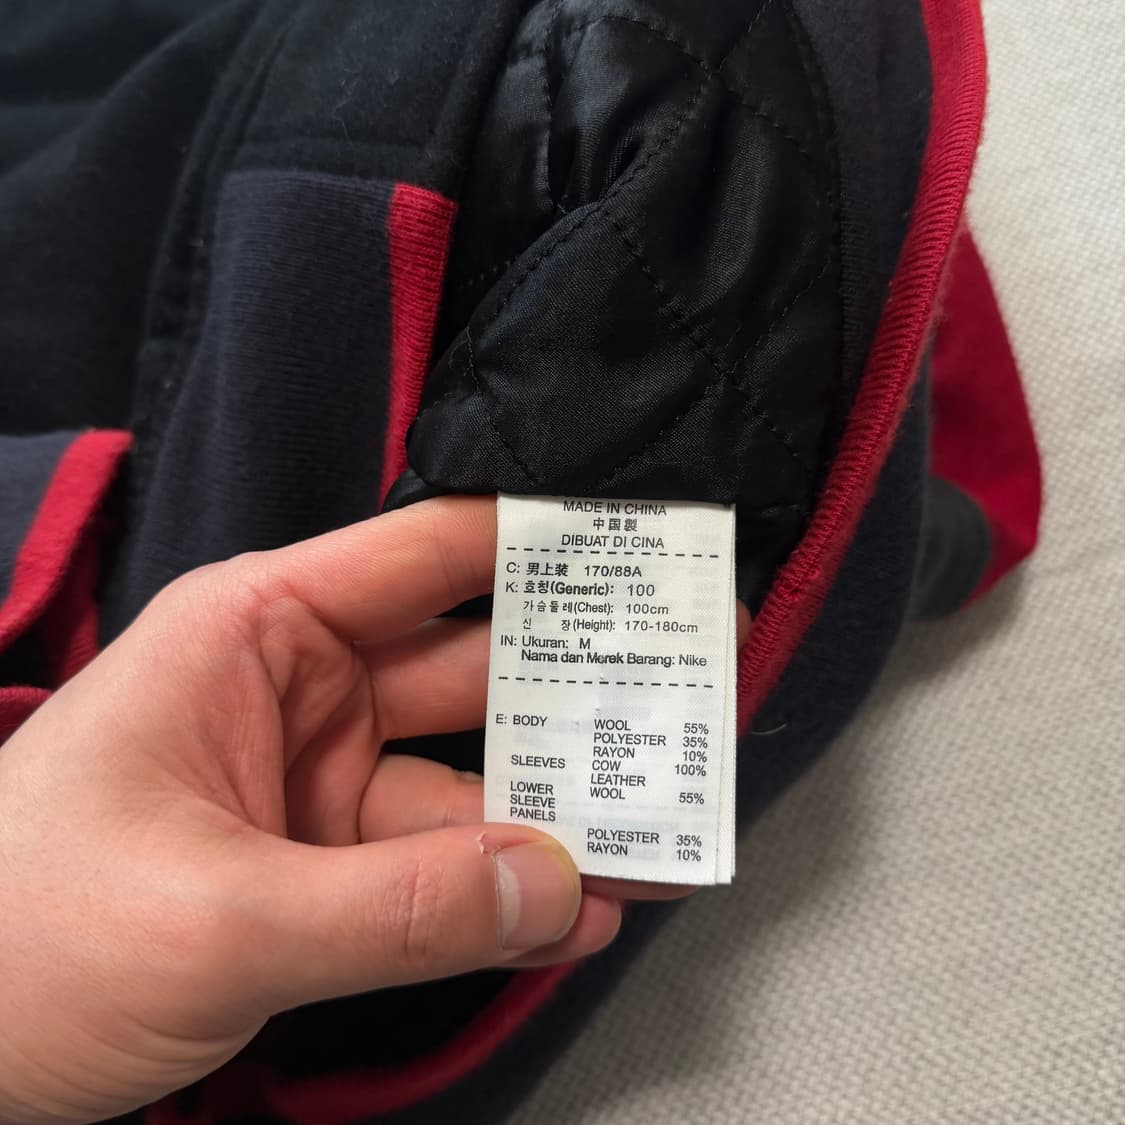 MADE IN CHINA
中国製
DIBUAT DI CINA
C: 男上装 170/88A
K: 호칭(Generic): 100
가슴둘레(Chest): 100cm
신 장(Height): 170-180cm
IN: Ukuran: M
Nama dan Merek Barang: Nike
E: BODY WOOL 55%
POLYESTER 35%
RAYON 10%
SLEEVES COW 100%
LEATHER
LOWER WOOL 55%
SLEEVE
PANELS
POLYESTER 35%
RAYON 10%